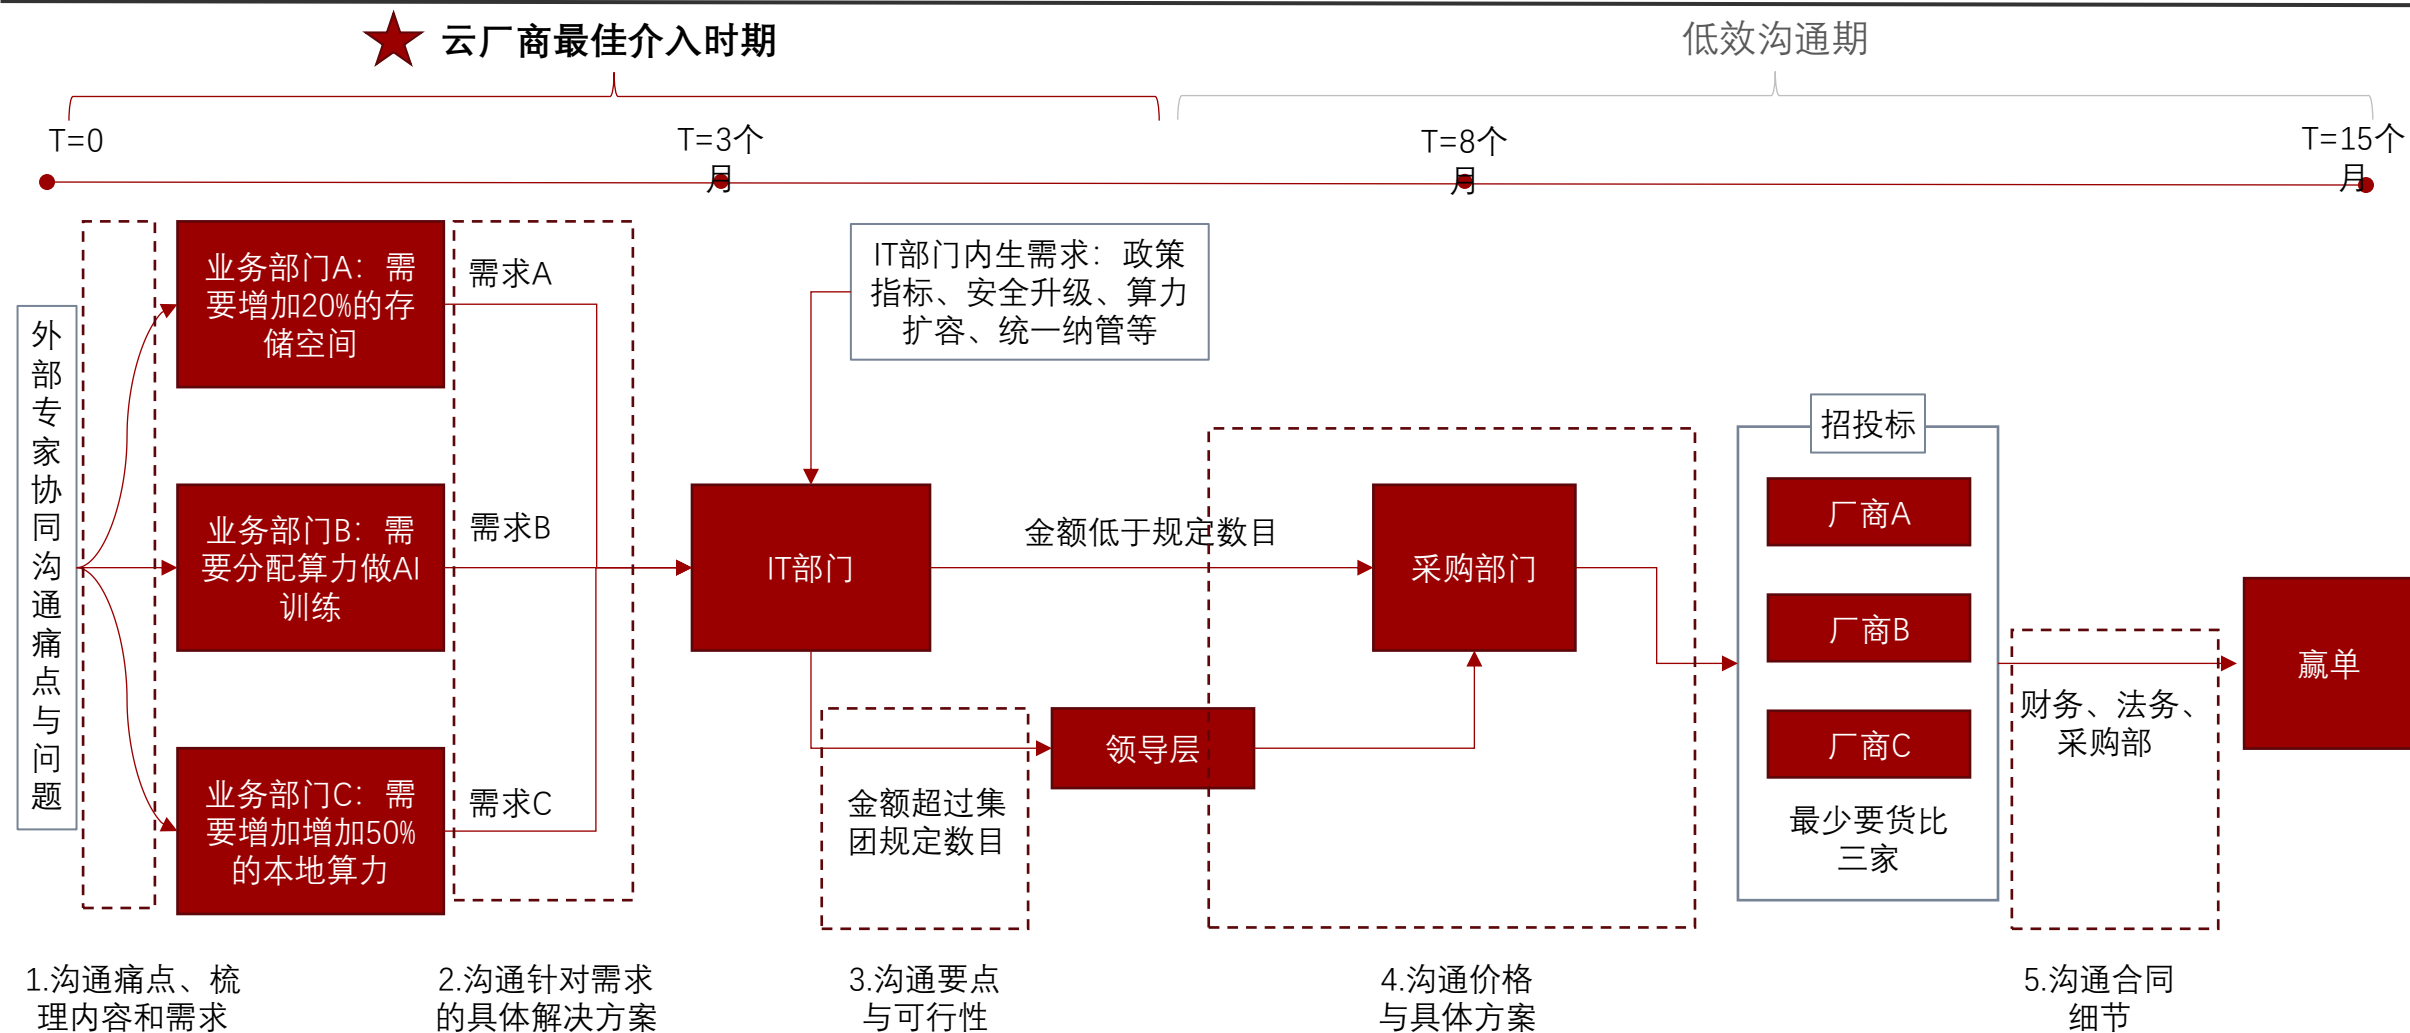 云厂商最佳介入时期
低效沟通期
T=0
T=3个
月
T=8个
月
T=15个
月
外
部
专
家
协
同
沟
通
痛
点
与
问
题
业务部门A：需
要增加20%的存
储空间
业务部门B：需
要分配算力做AI
训练
业务部门C：需
要增加增加50%
的本地算力
需求A
需求B
需求C
IT部门内生需求：政策
指标、安全升级、算力
扩容、统一纳管等
IT部门
金额低于规定数目
金额超过集
团规定数目
领导层
采购部门
招投标
厂商A
厂商B
厂商C
最少要货比
三家
财务、法务、
采购部
赢单
1.沟通痛点、梳
理内容和需求
2.沟通针对需求
的具体解决方案
3.沟通要点
与可行性
4.沟通价格
与具体方案
5.沟通合同
细节